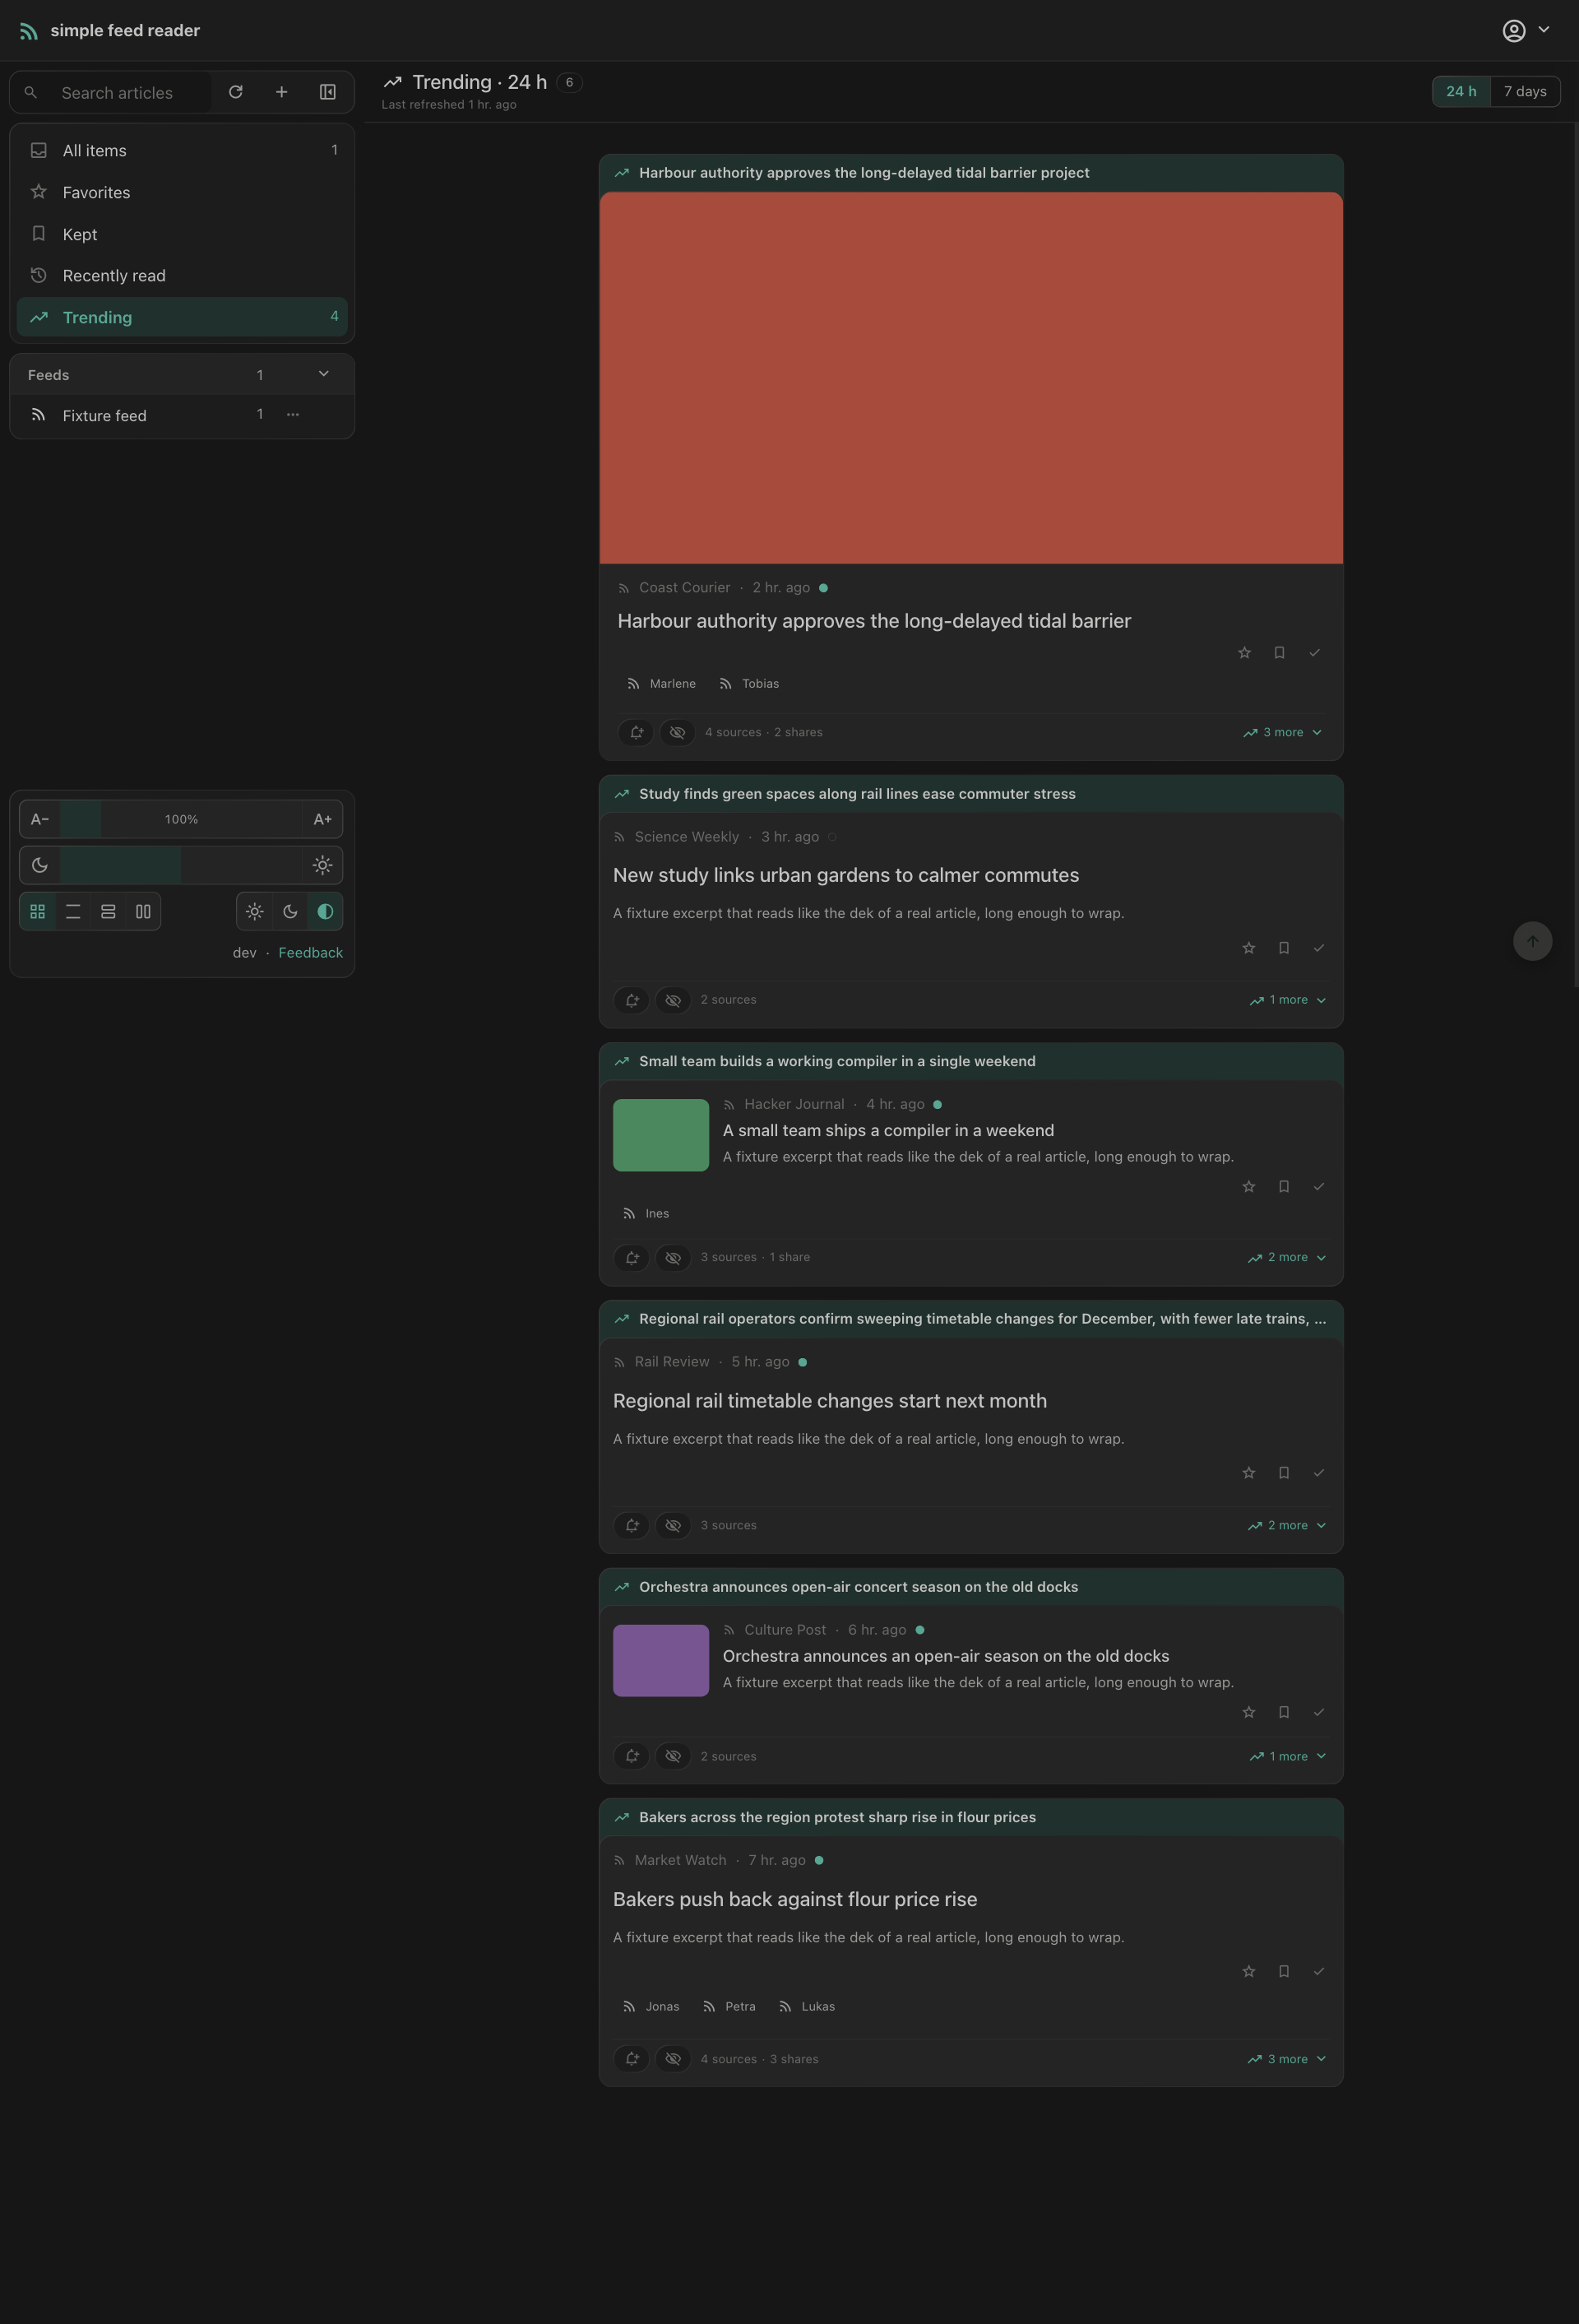 simple feed reader
Search articles
All items 1
Favorites
Kept
Recently read
Trending 4
Feeds 1
Fixture feed 1 ···
A− 100% A+
dev · Feedback
Trending · 24 h 6
Last refreshed 1 hr. ago
24 h 7 days
Harbour authority approves the long-delayed tidal barrier project
Coast Courier · 2 hr. ago
Harbour authority approves the long-delayed tidal barrier
Marlene Tobias
4 sources · 2 shares 3 more
Study finds green spaces along rail lines ease commuter stress
Science Weekly · 3 hr. ago
New study links urban gardens to calmer commutes
A fixture excerpt that reads like the dek of a real article, long enough to wrap.
2 sources 1 more
Small team builds a working compiler in a single weekend
Hacker Journal · 4 hr. ago
A small team ships a compiler in a weekend
A fixture excerpt that reads like the dek of a real article, long enough to wrap.
Ines
3 sources · 1 share 2 more
Regional rail operators confirm sweeping timetable changes for December, with fewer late trains, ...
Rail Review · 5 hr. ago
Regional rail timetable changes start next month
A fixture excerpt that reads like the dek of a real article, long enough to wrap.
3 sources 2 more
Orchestra announces open-air concert season on the old docks
Culture Post · 6 hr. ago
Orchestra announces an open-air season on the old docks
A fixture excerpt that reads like the dek of a real article, long enough to wrap.
2 sources 1 more
Bakers across the region protest sharp rise in flour prices
Market Watch · 7 hr. ago
Bakers push back against flour price rise
A fixture excerpt that reads like the dek of a real article, long enough to wrap.
Jonas Petra Lukas
4 sources · 3 shares 3 more